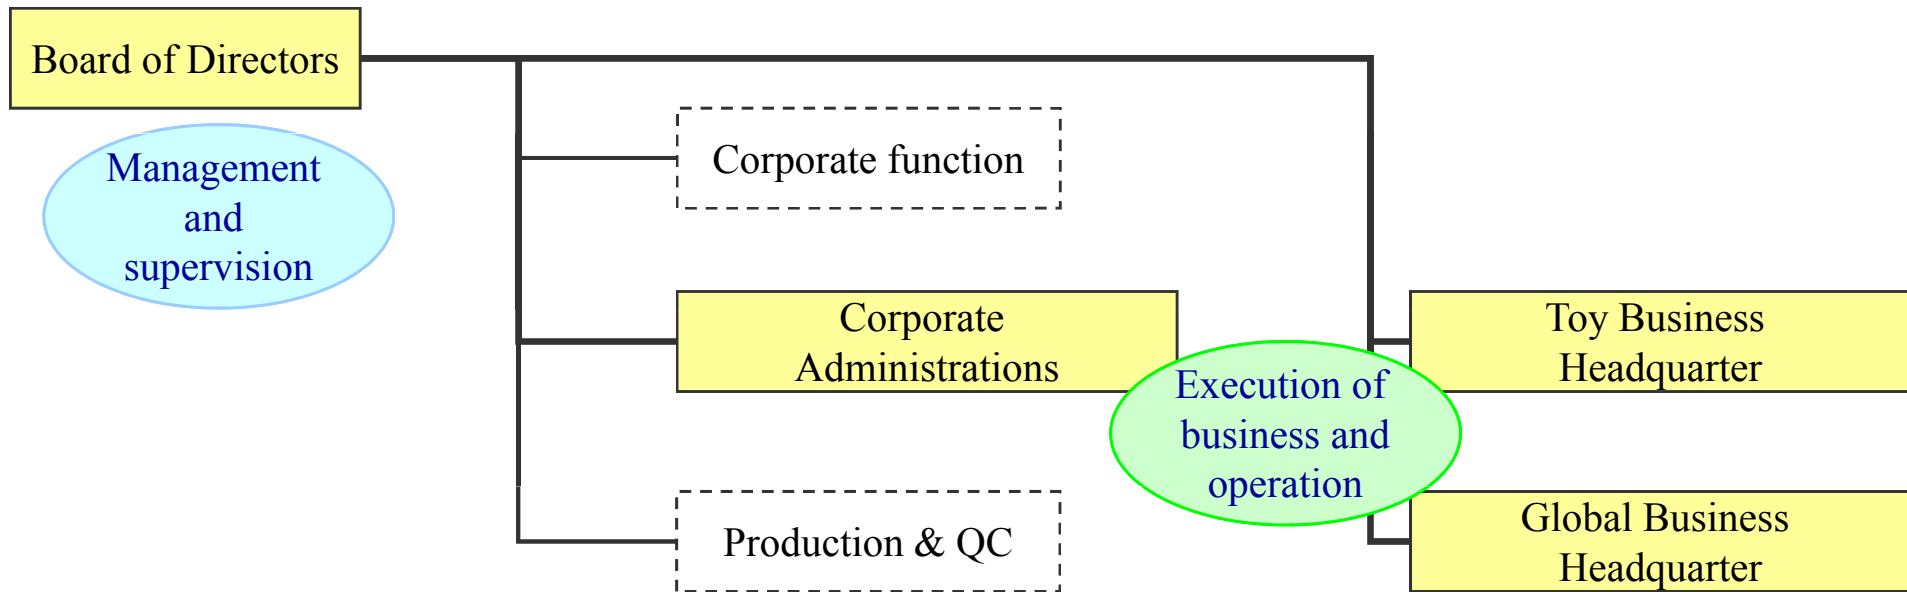 Board of Directors
Management
and
supervision
Corporate function
Corporate
Administrations
Execution of
business and
operation
Toy Business
Headquarter
Production & QC
Global Business
Headquarter